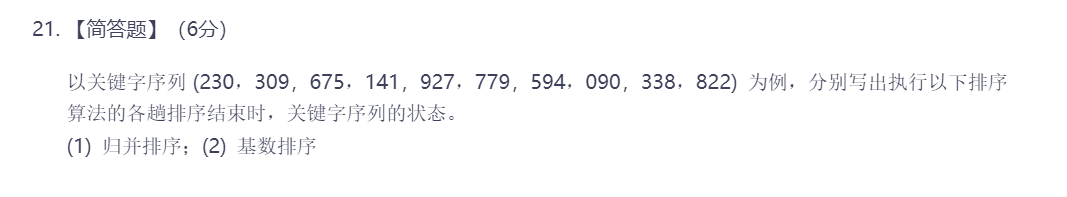 21. 【简答题】（6分）
以关键字序列 (230，309，675，141，927，779，594，090，338，822) 为例，分别写出执行以下排序
算法的各趟排序结束时，关键字序列的状态。
(1) 归并排序；(2) 基数排序